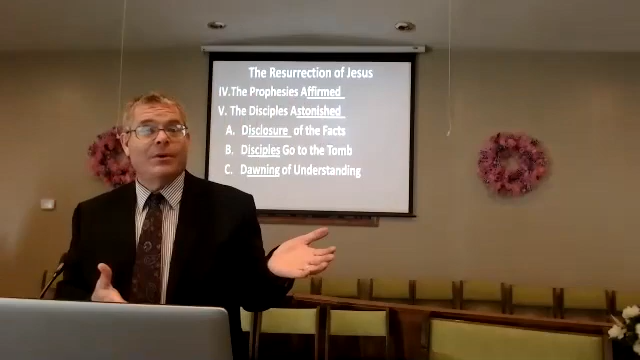 The Resurrection of Jesus
IV.The Prophesies Affirmed
V. The Disciples Astonished
A. Disclosure of the Facts
B. Disciples Go to the Tomb
C. Dawning of Understanding